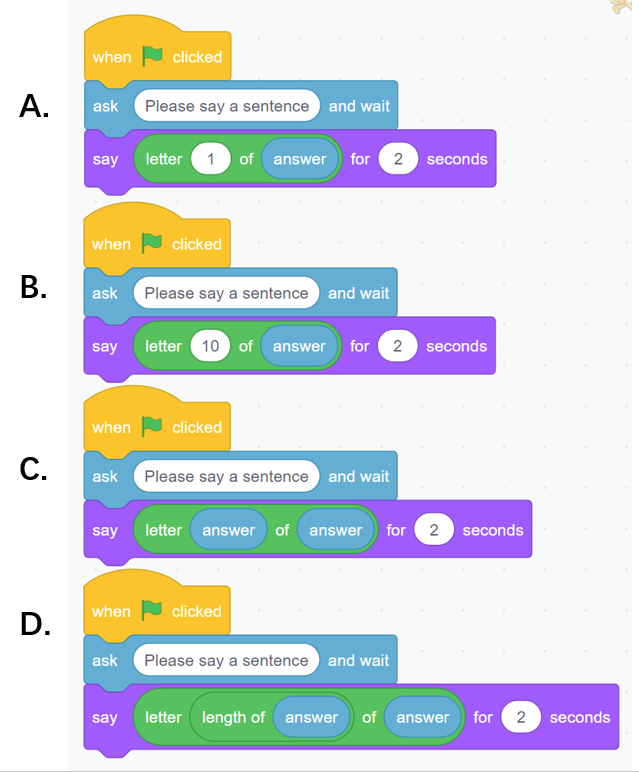 A.
when clicked
ask Please say a sentence and wait
say letter 1 of answer for 2 seconds
B.
when clicked
ask Please say a sentence and wait
say letter 10 of answer for 2 seconds
C.
when clicked
ask Please say a sentence and wait
say letter answer of answer for 2 seconds
D.
when clicked
ask Please say a sentence and wait
say letter length of answer of answer for 2 seconds